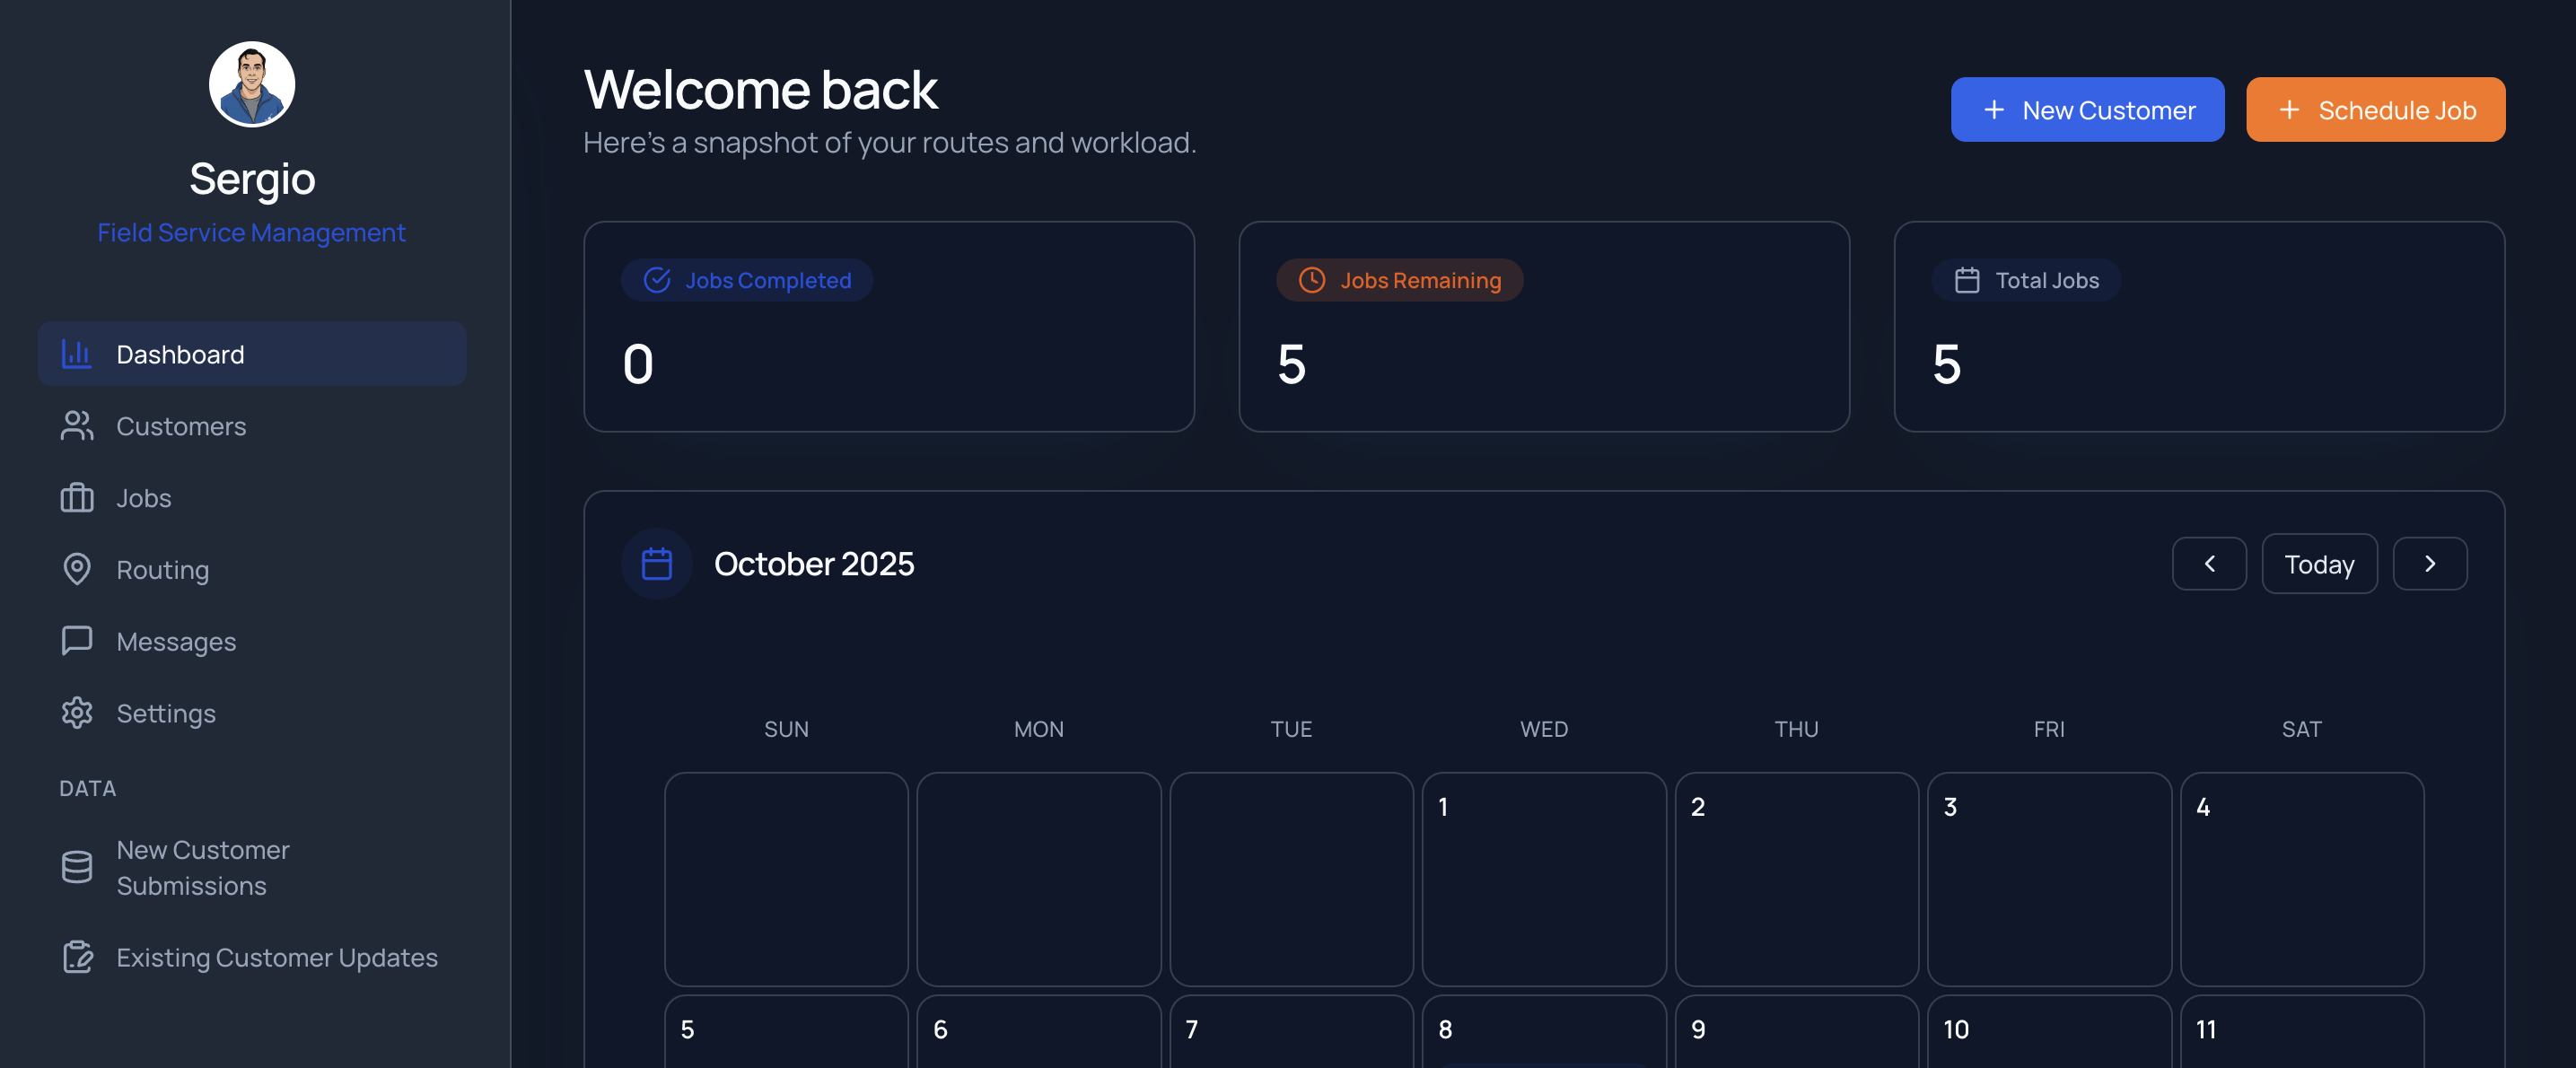 Sergio
Field Service Management
Dashboard
Customers
Jobs
Routing
Messages
Settings
DATA
New Customer
Submissions
Existing Customer Updates
Welcome back
Here's a snapshot of your routes and workload.
New Customer
Schedule Job
Jobs Completed
0
Jobs Remaining
5
Total Jobs
5
October 2025
Today
SUN MON TUE WED THU FRI SAT
1 2 3 4
5 6 7 8 9 10 11